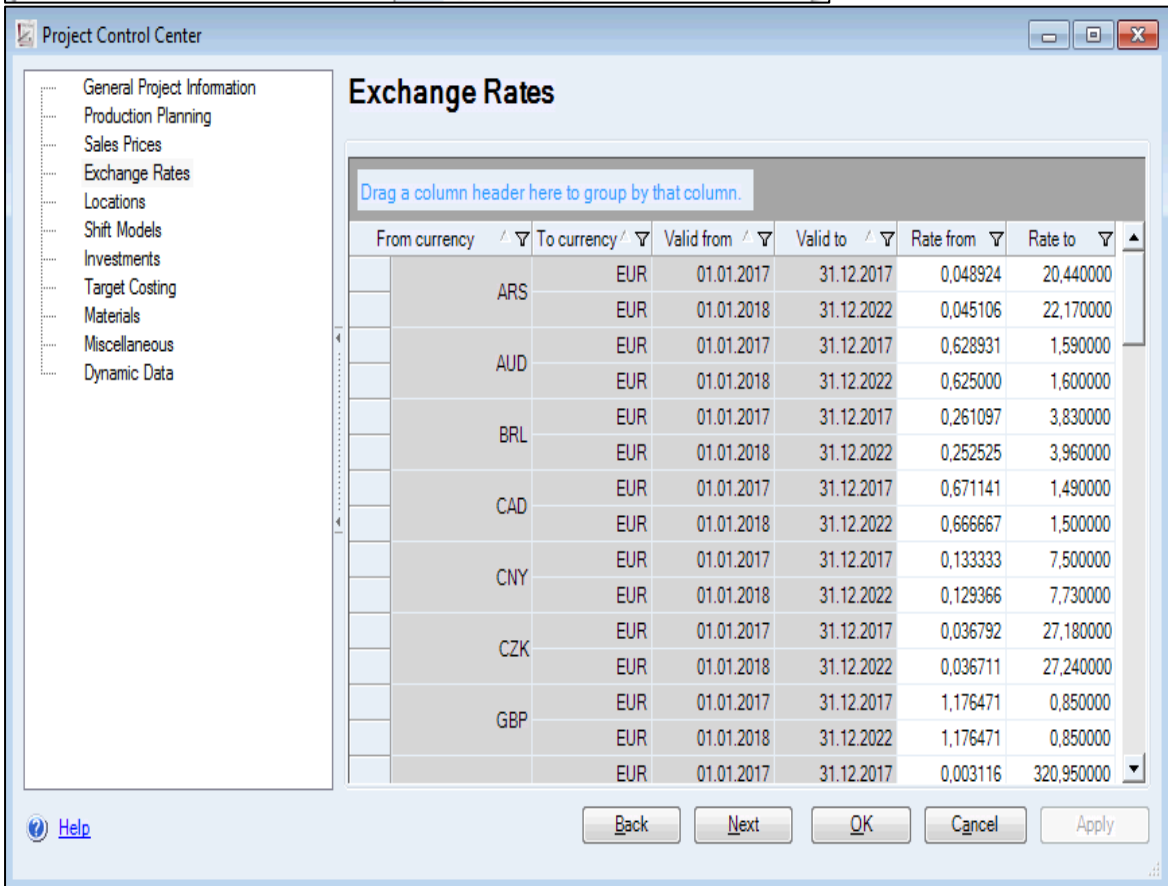 Project Control Center
General Project Information
Production Planning
Sales Prices
Exchange Rates
Locations
Shift Models
Investments
Target Costing
Materials
Miscellaneous
Dynamic Data
Exchange Rates
Drag a column header here to group by that column.
From currency To currency Valid from Valid to Rate from Rate to
ARS
EUR 01.01.2017 31.12.2017 0,048924 20,440000
EUR 01.01.2018 31.12.2022 0,045106 22,170000
AUD
EUR 01.01.2017 31.12.2017 0,628931 1,590000
EUR 01.01.2018 31.12.2022 0,625000 1,600000
BRL
EUR 01.01.2017 31.12.2017 0,261097 3,830000
EUR 01.01.2018 31.12.2022 0,252525 3,960000
CAD
EUR 01.01.2017 31.12.2017 0,671141 1,490000
EUR 01.01.2018 31.12.2022 0,666667 1,500000
CNY
EUR 01.01.2017 31.12.2017 0,133333 7,500000
EUR 01.01.2018 31.12.2022 0,129366 7,730000
CZK
EUR 01.01.2017 31.12.2017 0,036792 27,180000
EUR 01.01.2018 31.12.2022 0,036711 27,240000
GBP
EUR 01.01.2017 31.12.2017 1,176471 0,850000
EUR 01.01.2018 31.12.2022 1,176471 0,850000
EUR 01.01.2017 31.12.2017 0,003116 320,950000
Help
Back Next OK Cancel Apply